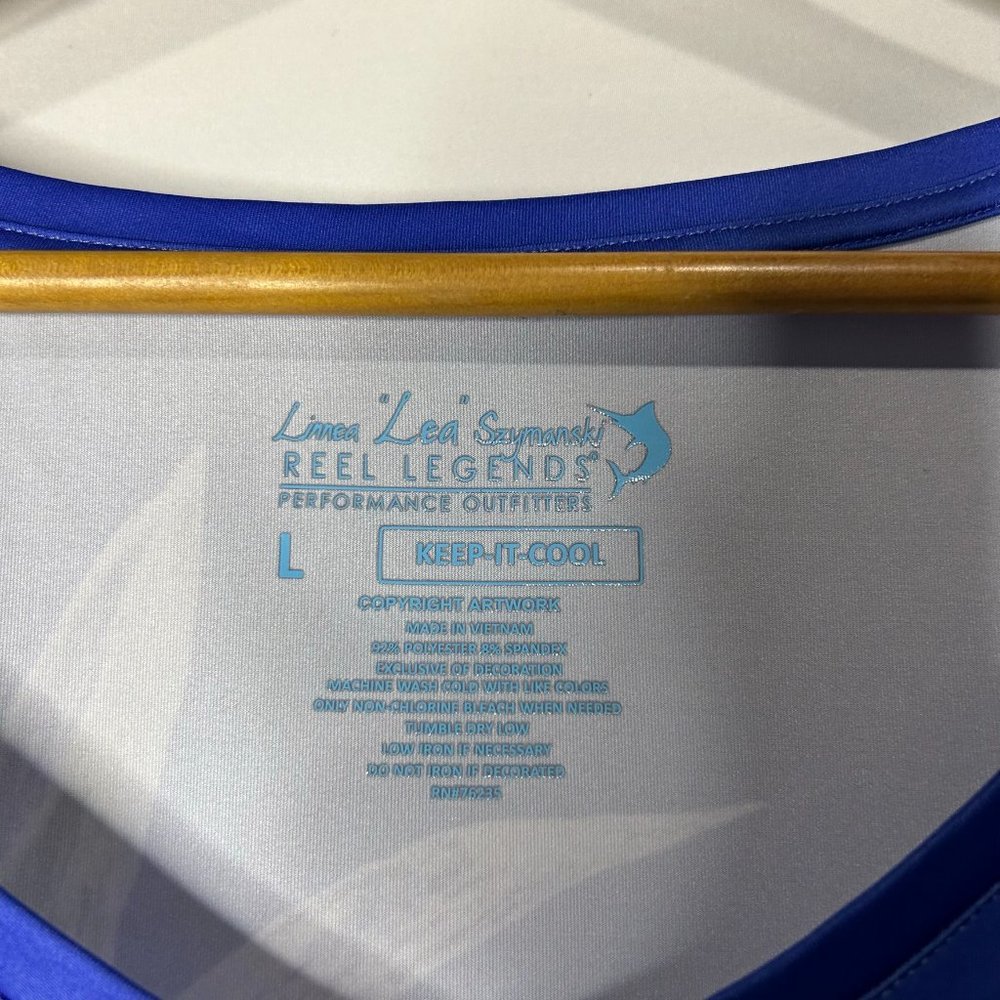 Linnea "Lea" Szymanski
REEL LEGENDS®
PERFORMANCE OUTFITTERS
L
KEEP-IT-COOL
COPYRIGHT ARTWORK
MADE IN VIETNAM
92% POLYESTER 8% SPANDEX
EXCLUSIVE OF DECORATION
MACHINE WASH COLD WITH LIKE COLORS
ONLY NON-CHLORINE BLEACH WHEN NEEDED
TUMBLE DRY LOW
LOW IRON IF NECESSARY
DO NOT IRON IF DECORATED
RN#76235